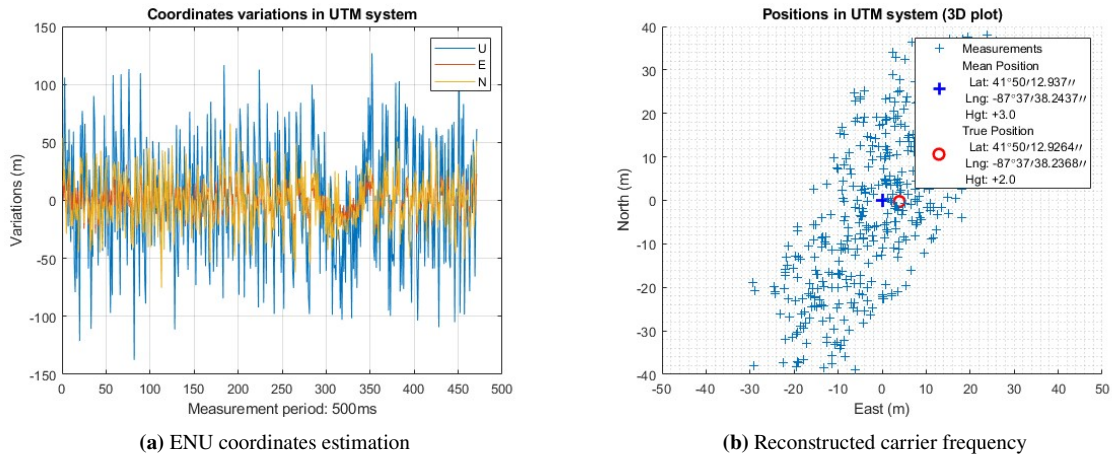 Coordinates variations in UTM system
150
100
50
0
-50
-100
-150
Variations (m)
0 50 100 150 200 250 300 350 400 450 500
Measurement period: 500ms
U
E
N
(a) ENU coordinates estimation
Positions in UTM system (3D plot)
40
30
20
10
0
-10
-20
-30
-40
North (m)
-50 -40 -30 -20 -10 0 10 20 30 40 50
East (m)
Measurements
Mean Position
Lat: 41°50′12.937′′
Lng: -87°37′38.2437′′
Hgt: +3.0
True Position
Lat: 41°50′12.9264′′
Lng: -87°37′38.2368′′
Hgt: +2.0
(b) Reconstructed carrier frequency